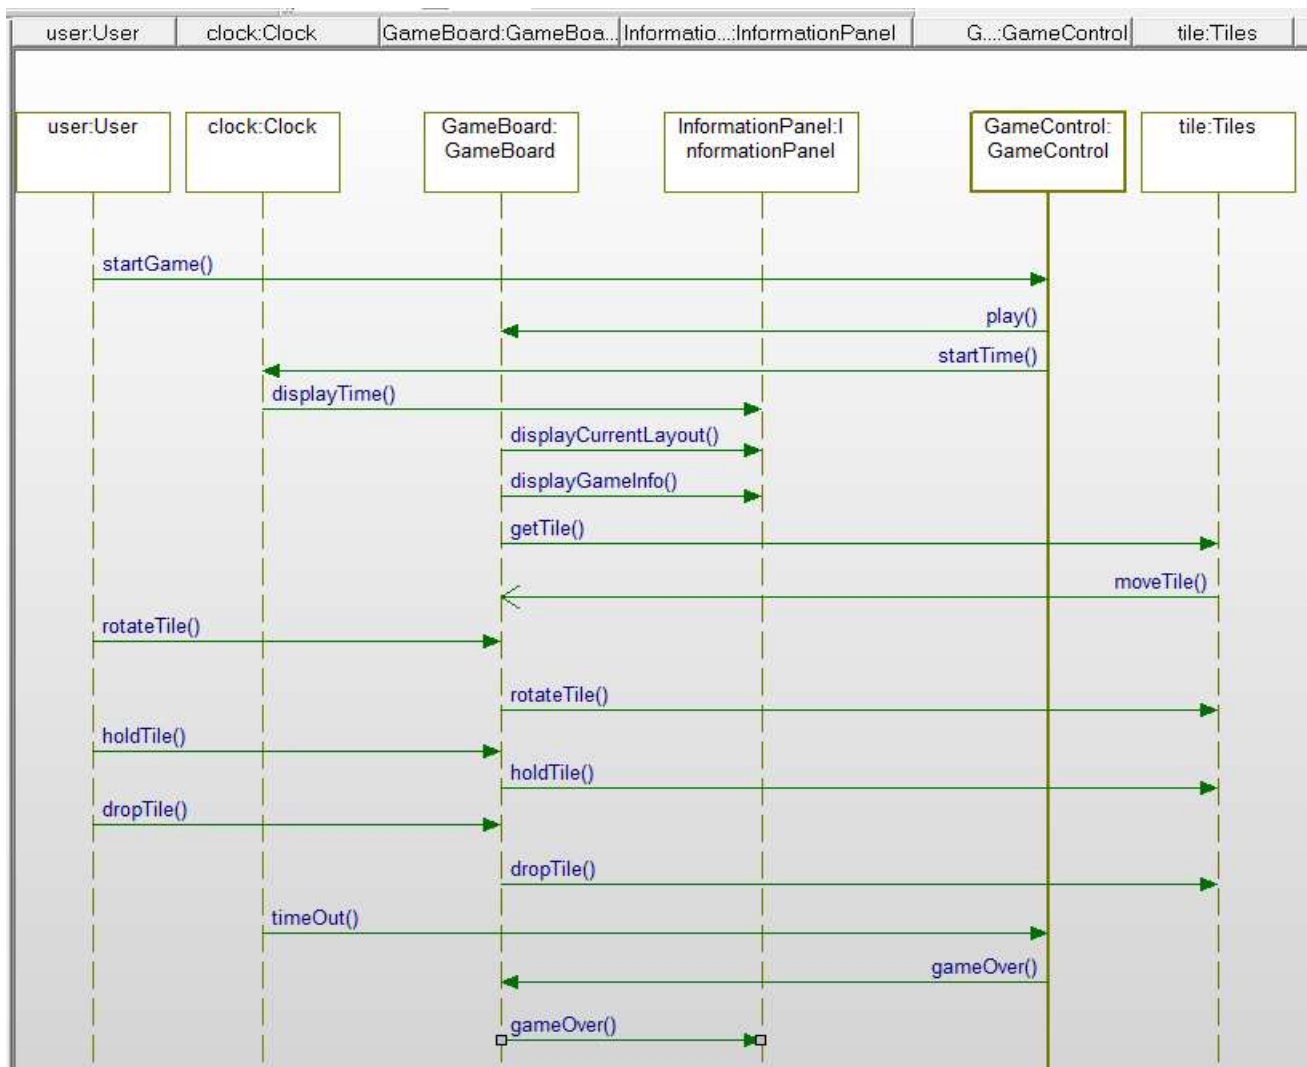 user:User
clock:Clock
GameBoard:GameBoa...
Informatio...:InformationPanel
G...:GameControl
tile:Tiles
user:User
clock:Clock
GameBoard:
GameBoard
InformationPanel:I
nformationPanel
GameControl:
GameControl
tile:Tiles
startGame()
play()
startTime()
displayTime()
displayCurrentLayout()
displayGameInfo()
getTile()
moveTile()
rotateTile()
rotateTile()
holdTile()
holdTile()
dropTile()
dropTile()
timeOut()
gameOver()
gameOver()